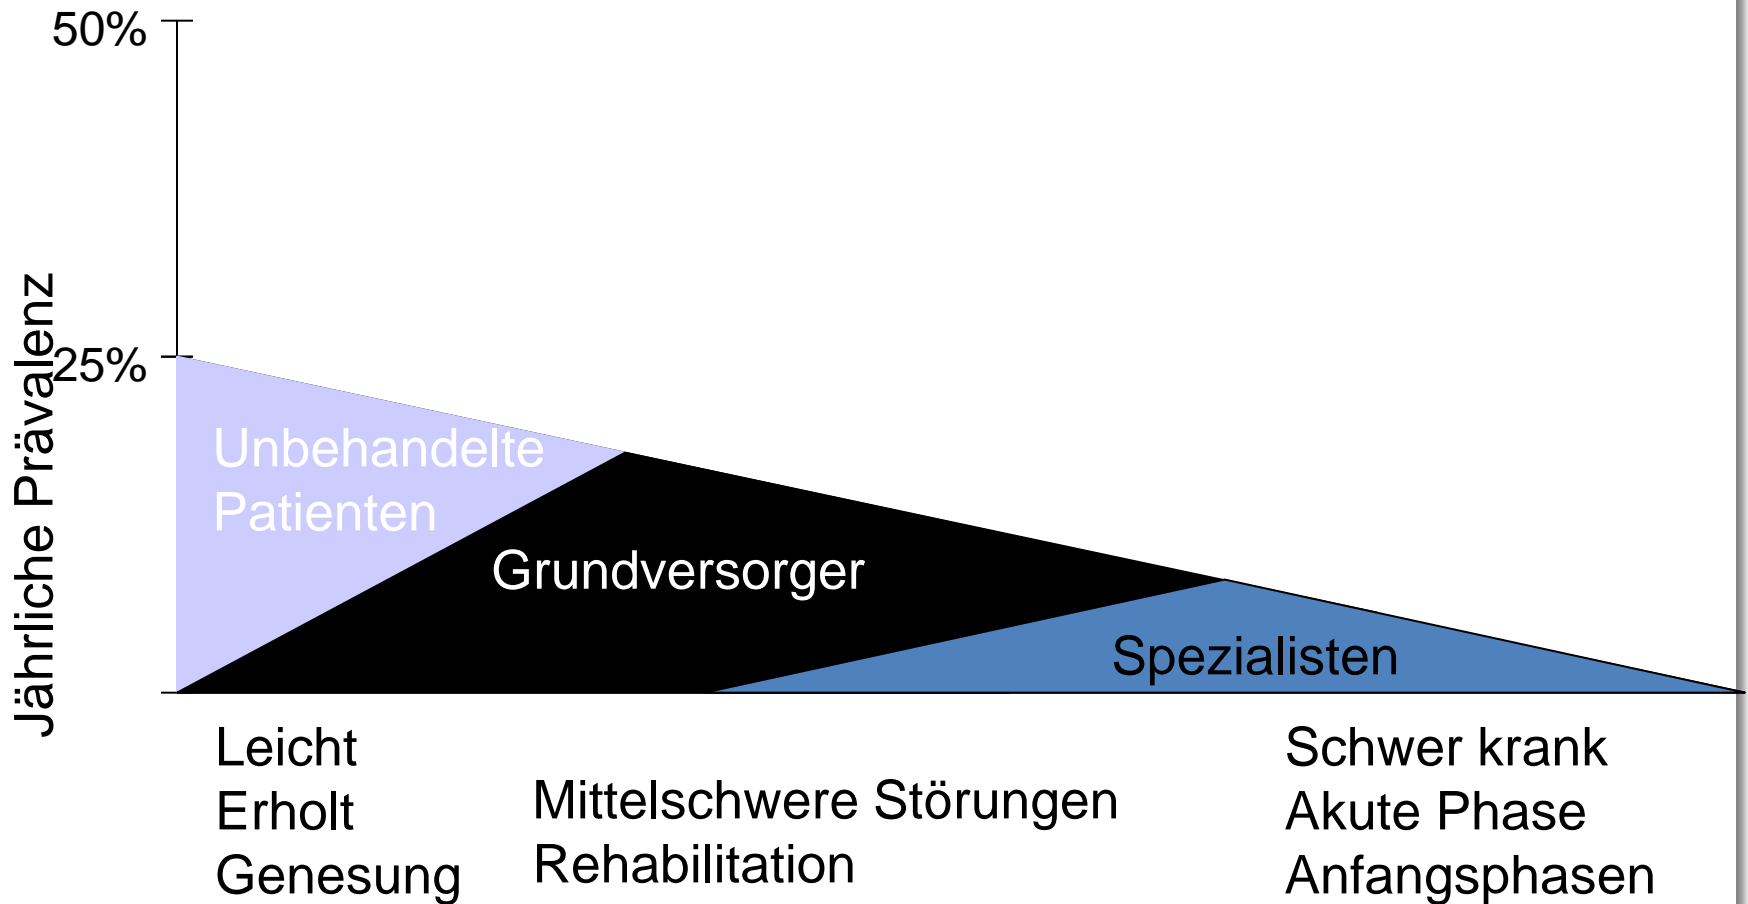 50%
25%
Jährliche Prävalenz
Unbehandelte
Patienten
Grundversorger
Spezialisten
Leicht
Erholt
Genesung
Mittelschwere Störungen
Rehabilitation
Schwer krank
Akute Phase
Anfangsphasen